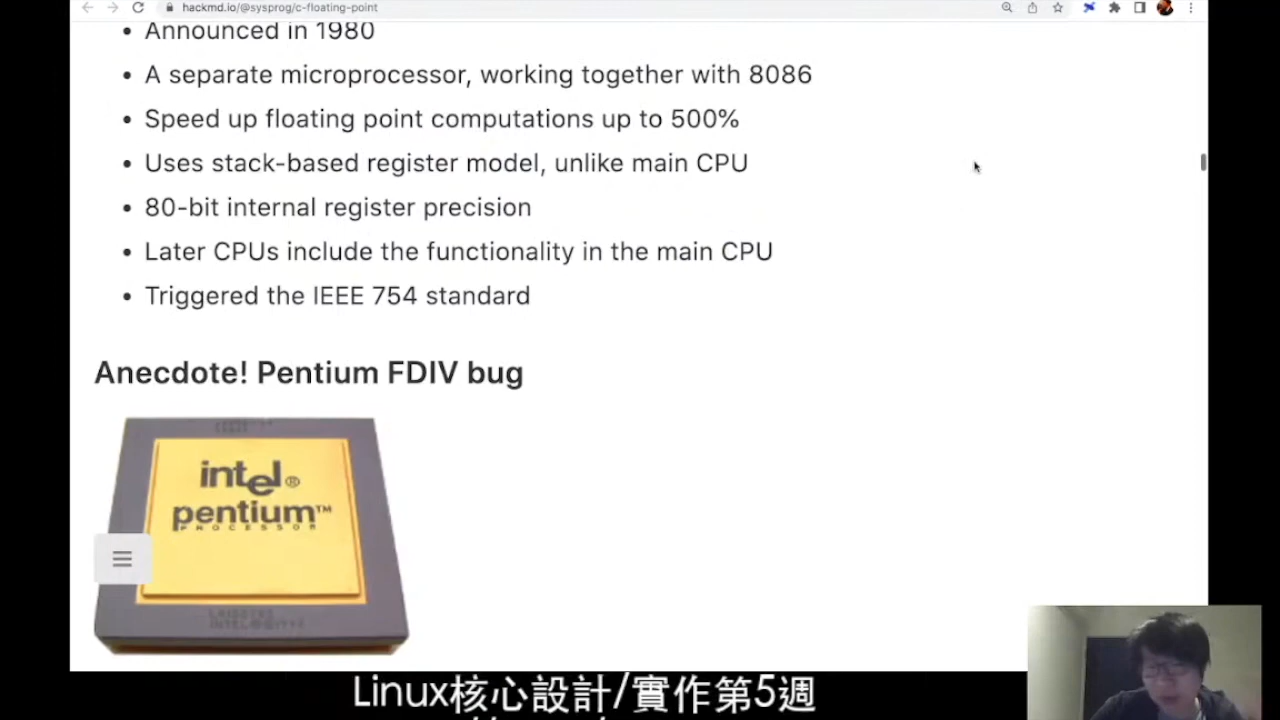 hackmd.io/@sysprog/c-floating-point
Announced in 1980
A separate microprocessor, working together with 8086
Speed up floating point computations up to 500%
Uses stack-based register model, unlike main CPU
80-bit internal register precision
Later CPUs include the functionality in the main CPU
Triggered the IEEE 754 standard
Anecdote! Pentium FDIV bug
intel®
pentium™
PROCESSOR
Linux核心設計/實作第5週